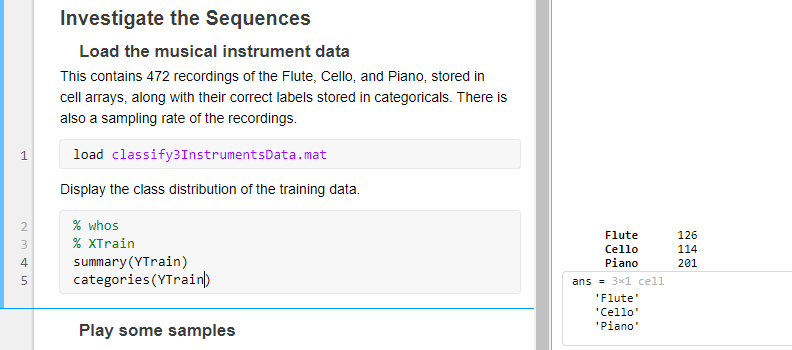 Investigate the Sequences
Load the musical instrument data
This contains 472 recordings of the Flute, Cello, and Piano, stored in
cell arrays, along with their correct labels stored in categoricals. There is
also a sampling rate of the recordings.
1 load classify3InstrumentsData.mat
Display the class distribution of the training data.
2 % whos
3 % XTrain
4 summary(YTrain)
5 categories(YTrain)
Play some samples
Flute 126
Cello 114
Piano 201
ans = 3×1 cell
'Flute'
'Cello'
'Piano'